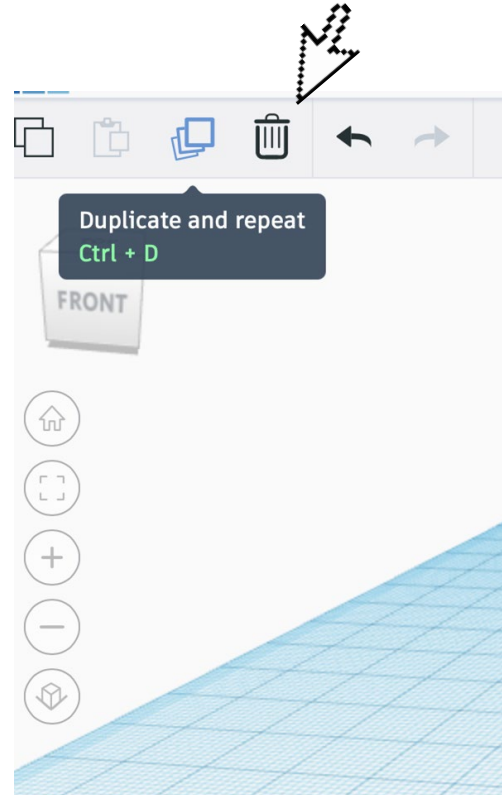 Duplicate and repeat
Ctrl + D
FRONT